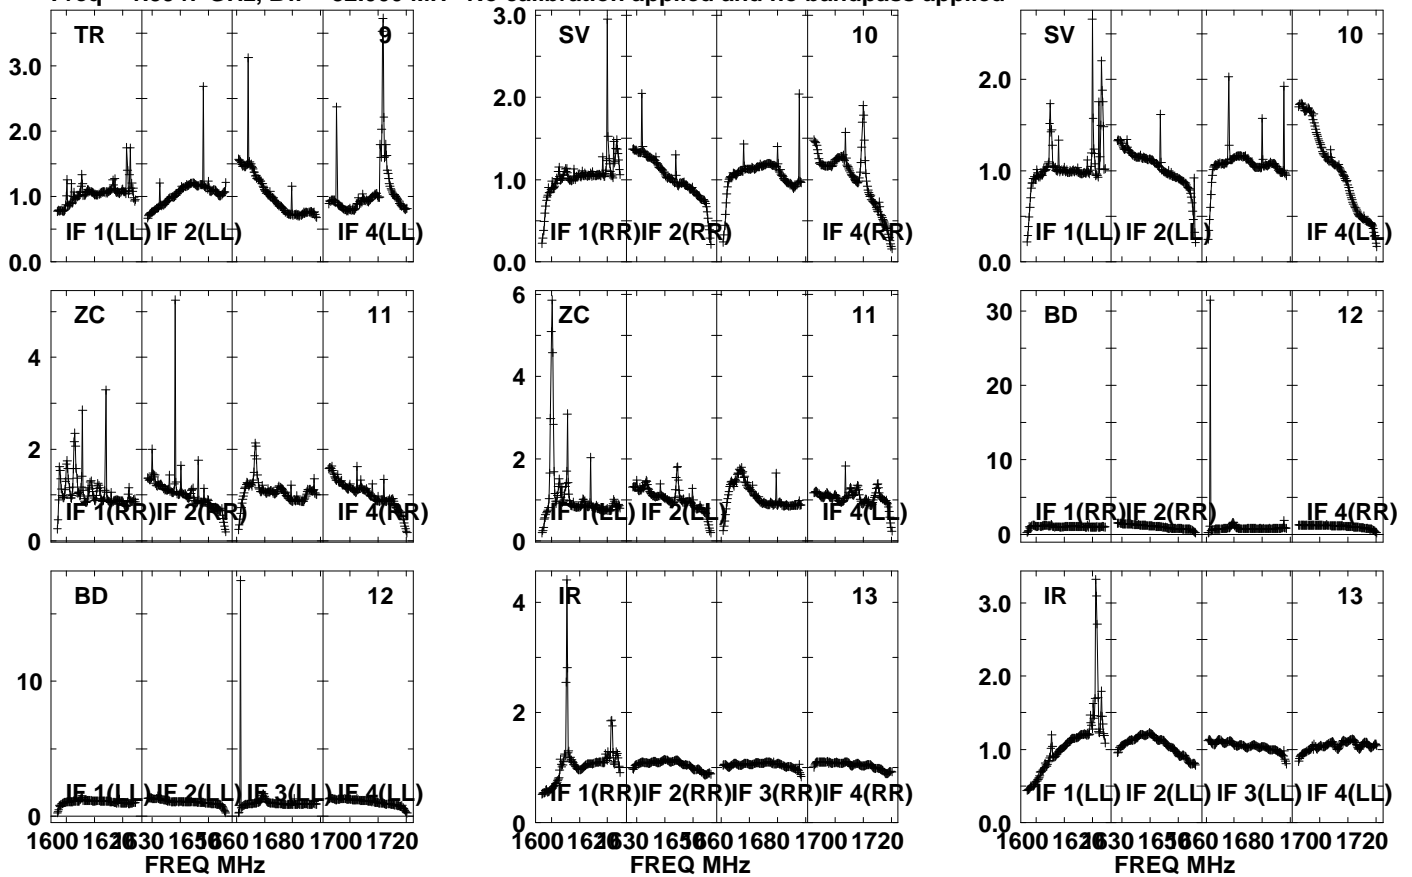 TR 9 SV 10 SV 10
3.0 3.0
2.0 2.0 2.0
1.0 1.0 1.0
IF 1(LL) IF 2(LL) IF 4(LL) IF 1(RR) IF 2(RR) IF 4(RR) IF 1(LL) IF 2(LL) IF 4(LL)
0.0 0.0 0.0
ZC 11 ZC 11 BD 12
6 30
4 4 20
2 2 10
IF 1(RR) IF 2(RR) IF 4(RR) IF 1(LL) IF 2(LL) IF 4(LL) IF 1(RR) IF 2(RR) IF 4(RR)
0 0 0
BD 12 IR 13 IR 13
4 3.0
10 2 2.0
1.0
IF 1(LL) IF 2(LL) IF 3(LL) IF 4(LL) IF 1(RR) IF 2(RR) IF 3(RR) IF 4(RR) IF 1(LL) IF 2(LL) IF 3(LL) IF 4(LL)
0 0 0.0
1600 1630 1660 1680 1700 1600 1630 1660 1680 1700 1600 1630 1660 1680 1700
FREQ MHz FREQ MHz FREQ MHz